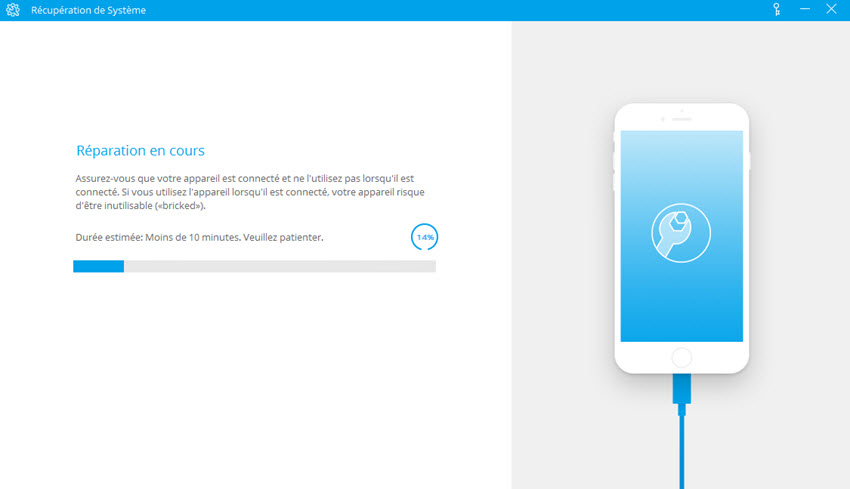 Récupération de Système
Réparation en cours
Assurez-vous que votre appareil est connecté et ne l'utilisez pas lorsqu'il est
connecté. Si vous utilisez l'appareil lorsqu'il est connecté, votre appareil risque
d'être inutilisable («bricked»).
Durée estimée: Moins de 10 minutes. Veuillez patienter.
14%